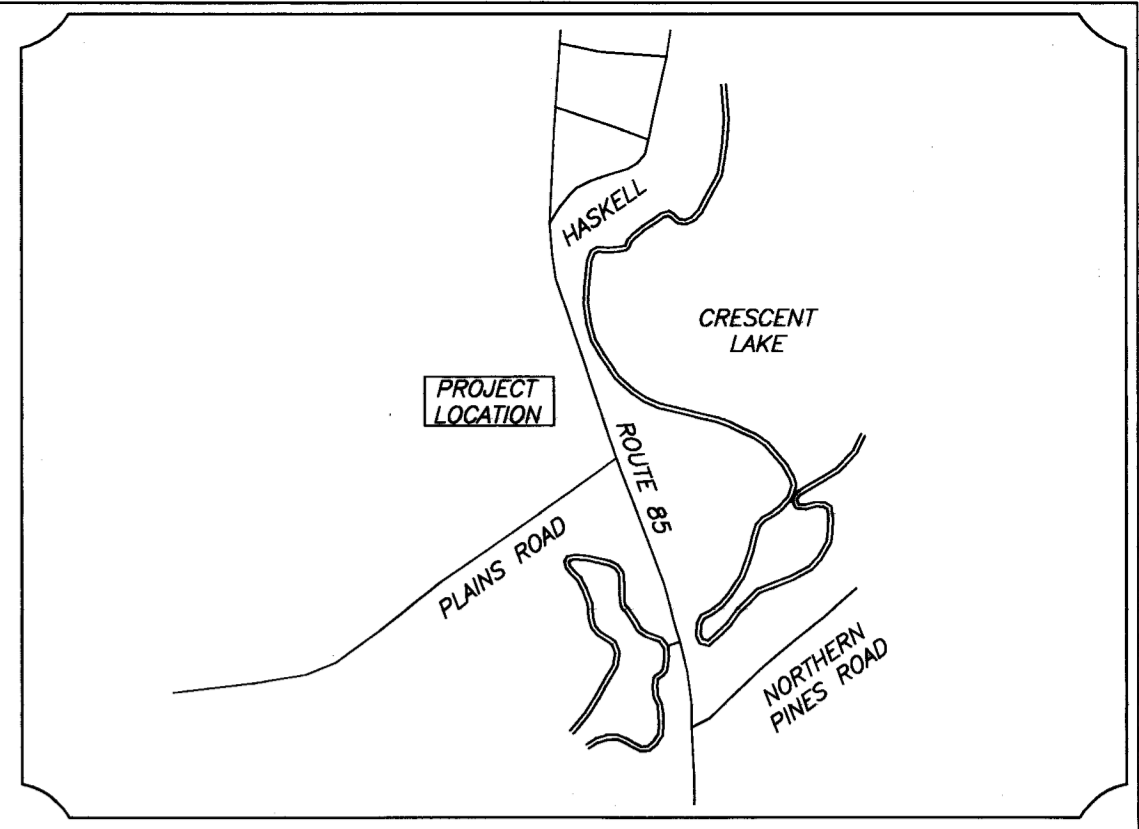 HASKELL
CRESCENT
LAKE
PROJECT
LOCATION
ROUTE 85
PLAINS ROAD
NORTHERN
PINES ROAD